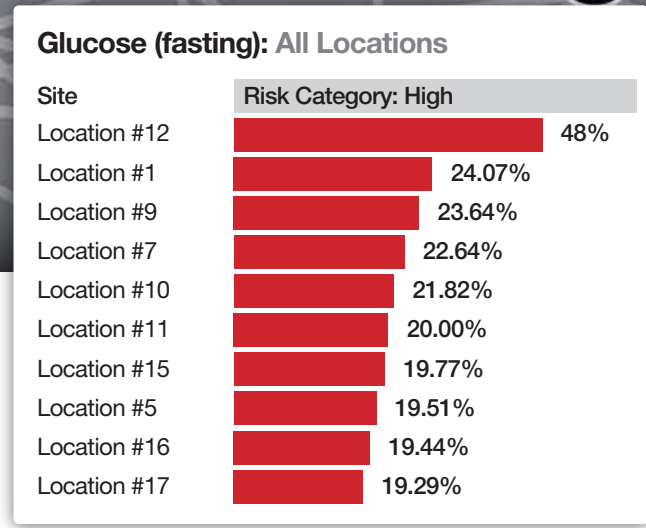 Glucose (fasting): All Locations
Site Risk Category: High
Location #12 48%
Location #1 24.07%
Location #9 23.64%
Location #7 22.64%
Location #10 21.82%
Location #11 20.00%
Location #15 19.77%
Location #5 19.51%
Location #16 19.44%
Location #17 19.29%